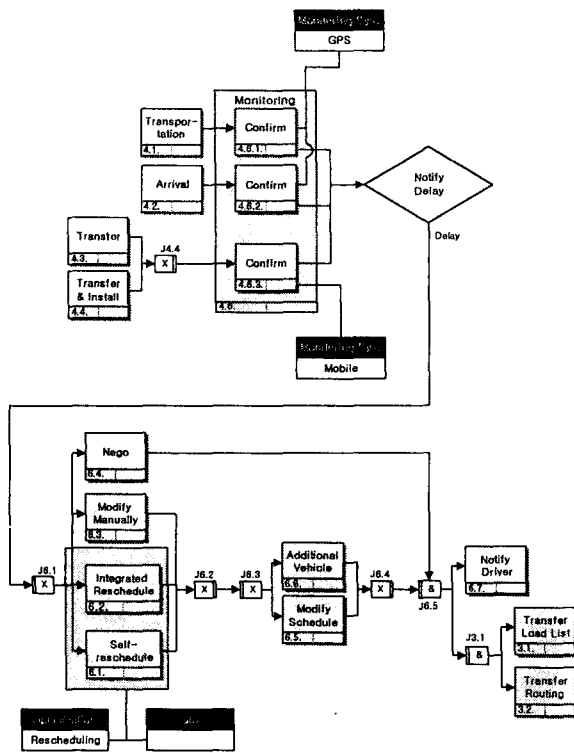 GPS
Monitoring
Transpor-
tation
4.1.
Confirm
4.6.1.
Arrival
4.2.
Confirm
4.6.2.
Notify
Delay
Delay
Transfer
4.3.
J4.4
X
Transfer
& Install
4.4.
Confirm
4.6.3.
4.6.
Mobile
Nego
6.4.
Modify
Manually
6.3.
J6.1
X
Integrated
Reschedule
6.2.
Self-
reschedule
6.1.
J6.2
X
J6.3
X
Additional
Vehicle
6.6.
Modify
Schedule
6.5.
J6.4
X
&
J6.5
Notify
Driver
6.7.
J3.1
&
Transfer
Load List
3.1.
Transfer
Routing
3.2.
Rescheduling